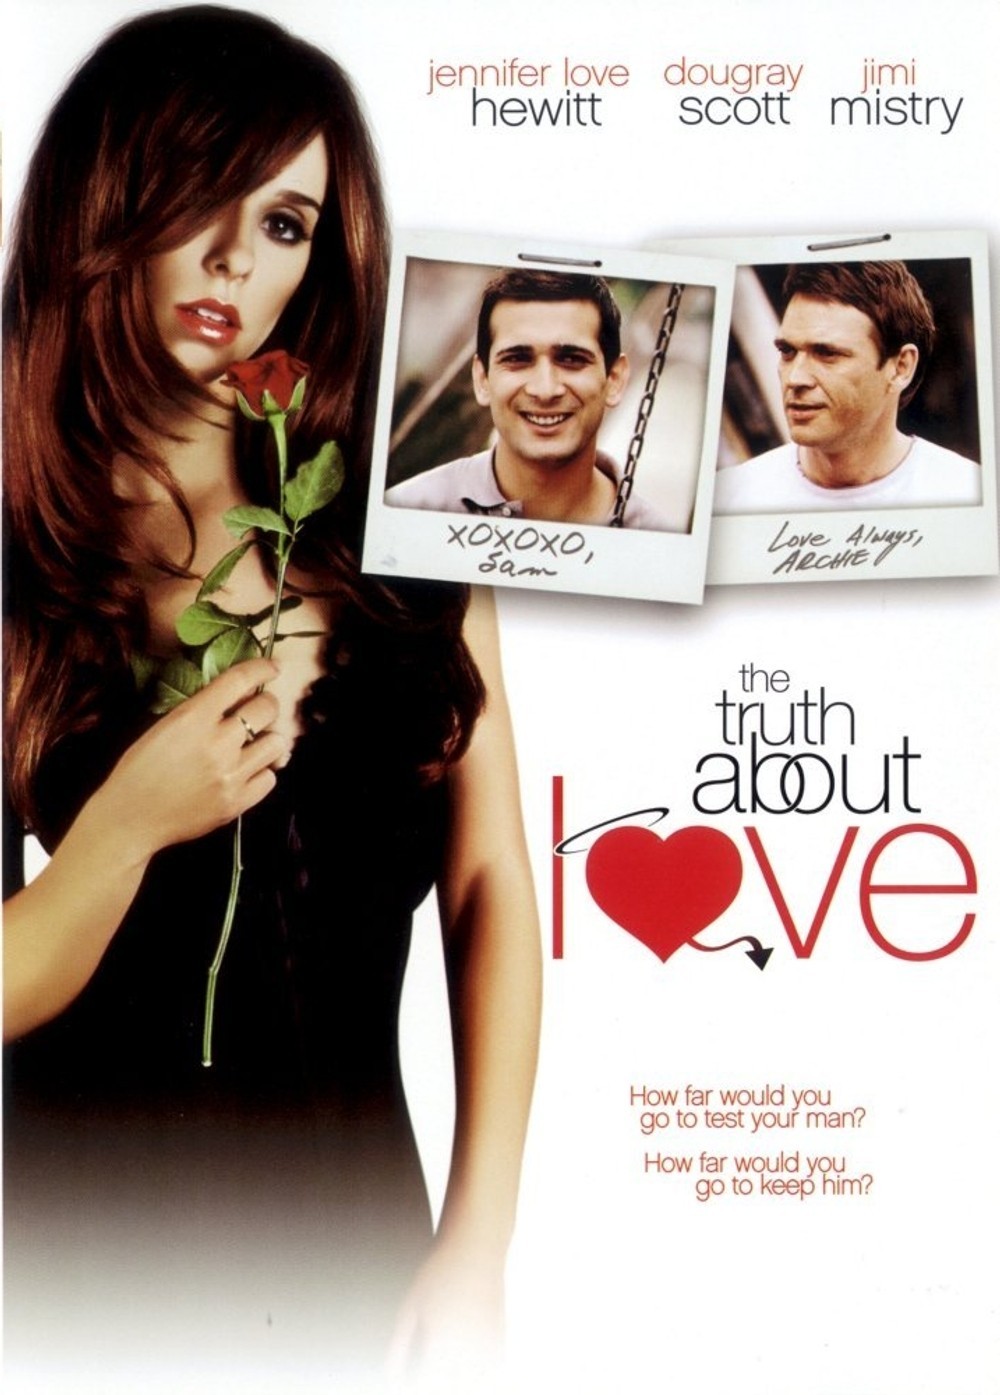 jennifer love dougray jimi
hewitt scott mistry
xoxoxo,
Sam
Love Always,
ARCHIE
the
truth
about
love
How far would you
go to test your man?
How far would you
go to keep him?